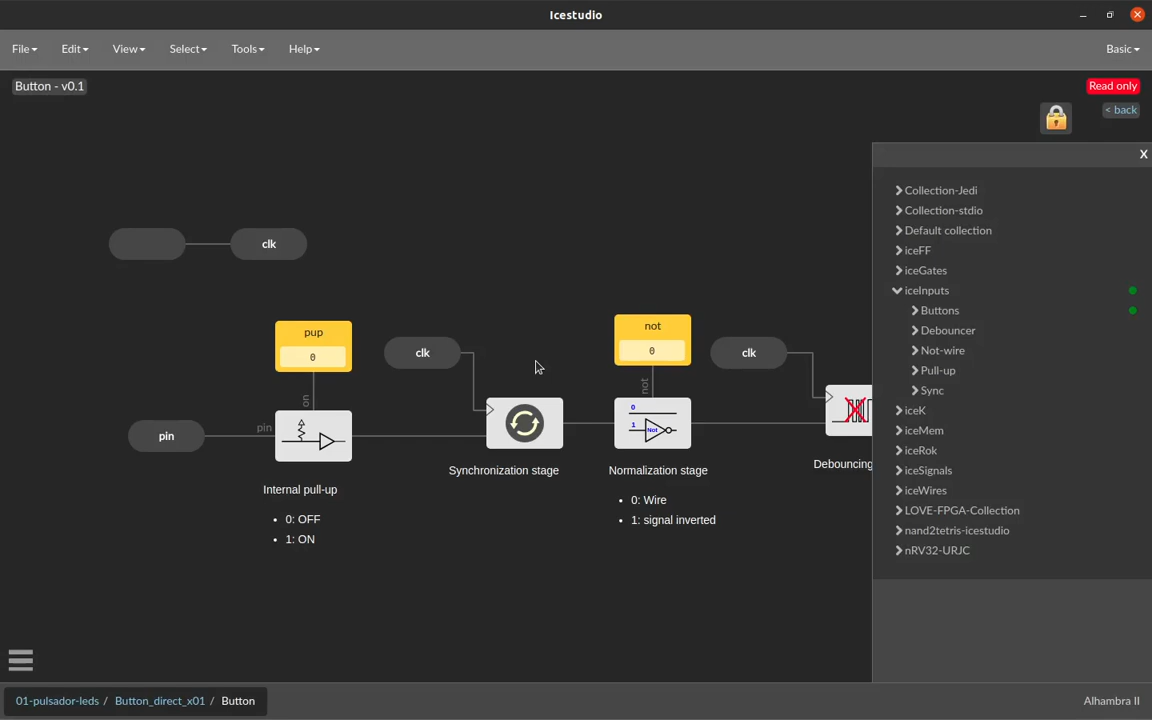 Icestudio
File Edit View Select Tools Help Basic
Button - v0.1
Read only
< back
X
Collection-Jedi
Collection-stdio
Default collection
iceFF
iceGates
iceInputs
Buttons
Debouncer
Not-wire
Pull-up
Sync
iceK
iceMem
iceRok
iceSignals
iceWires
LOVE-FPGA-Collection
nand2tetris-icestudio
nRV32-URJC
clk
pup
0
on
pin
pin
Internal pull-up
0: OFF
1: ON
clk
Synchronization stage
not
0
not
0
1 Not
Normalization stage
0: Wire
1: signal inverted
clk
Debouncing
01-pulsador-leds / Button_direct_x01 / Button
Alhambra II